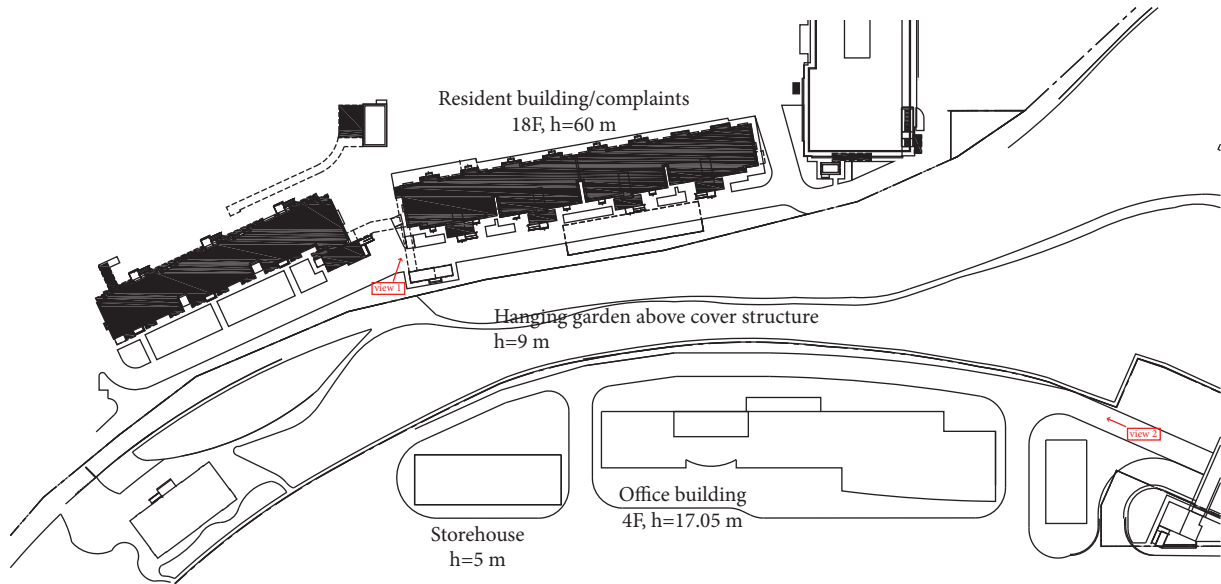 Resident building/complaints
18F, h=60 m
view 1
Hanging garden above cover structure
h=9 m
view 2
Office building
4F, h=17.05 m
Storehouse
h=5 m